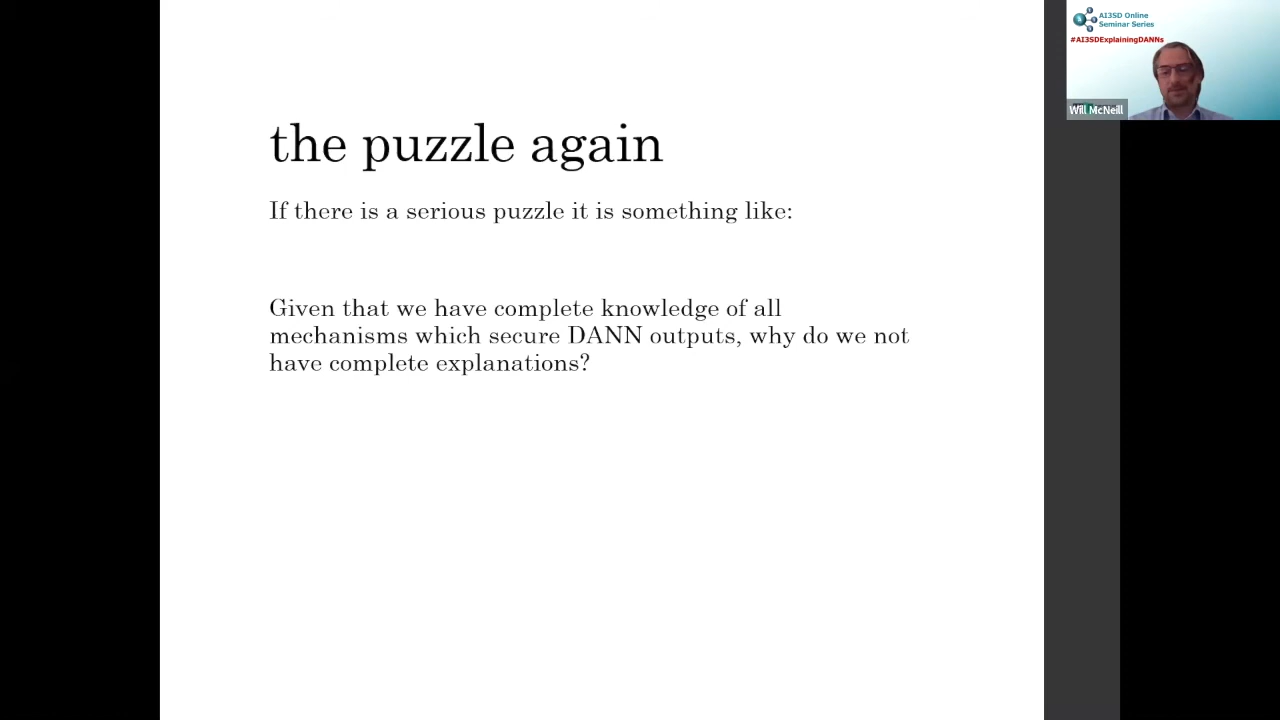 the puzzle again
If there is a serious puzzle it is something like:
Given that we have complete knowledge of all
mechanisms which secure DANN outputs, why do we not
have complete explanations?
AI3SD Online
Seminar Series
#AI3SDExplainingDANNs
Will McNeill